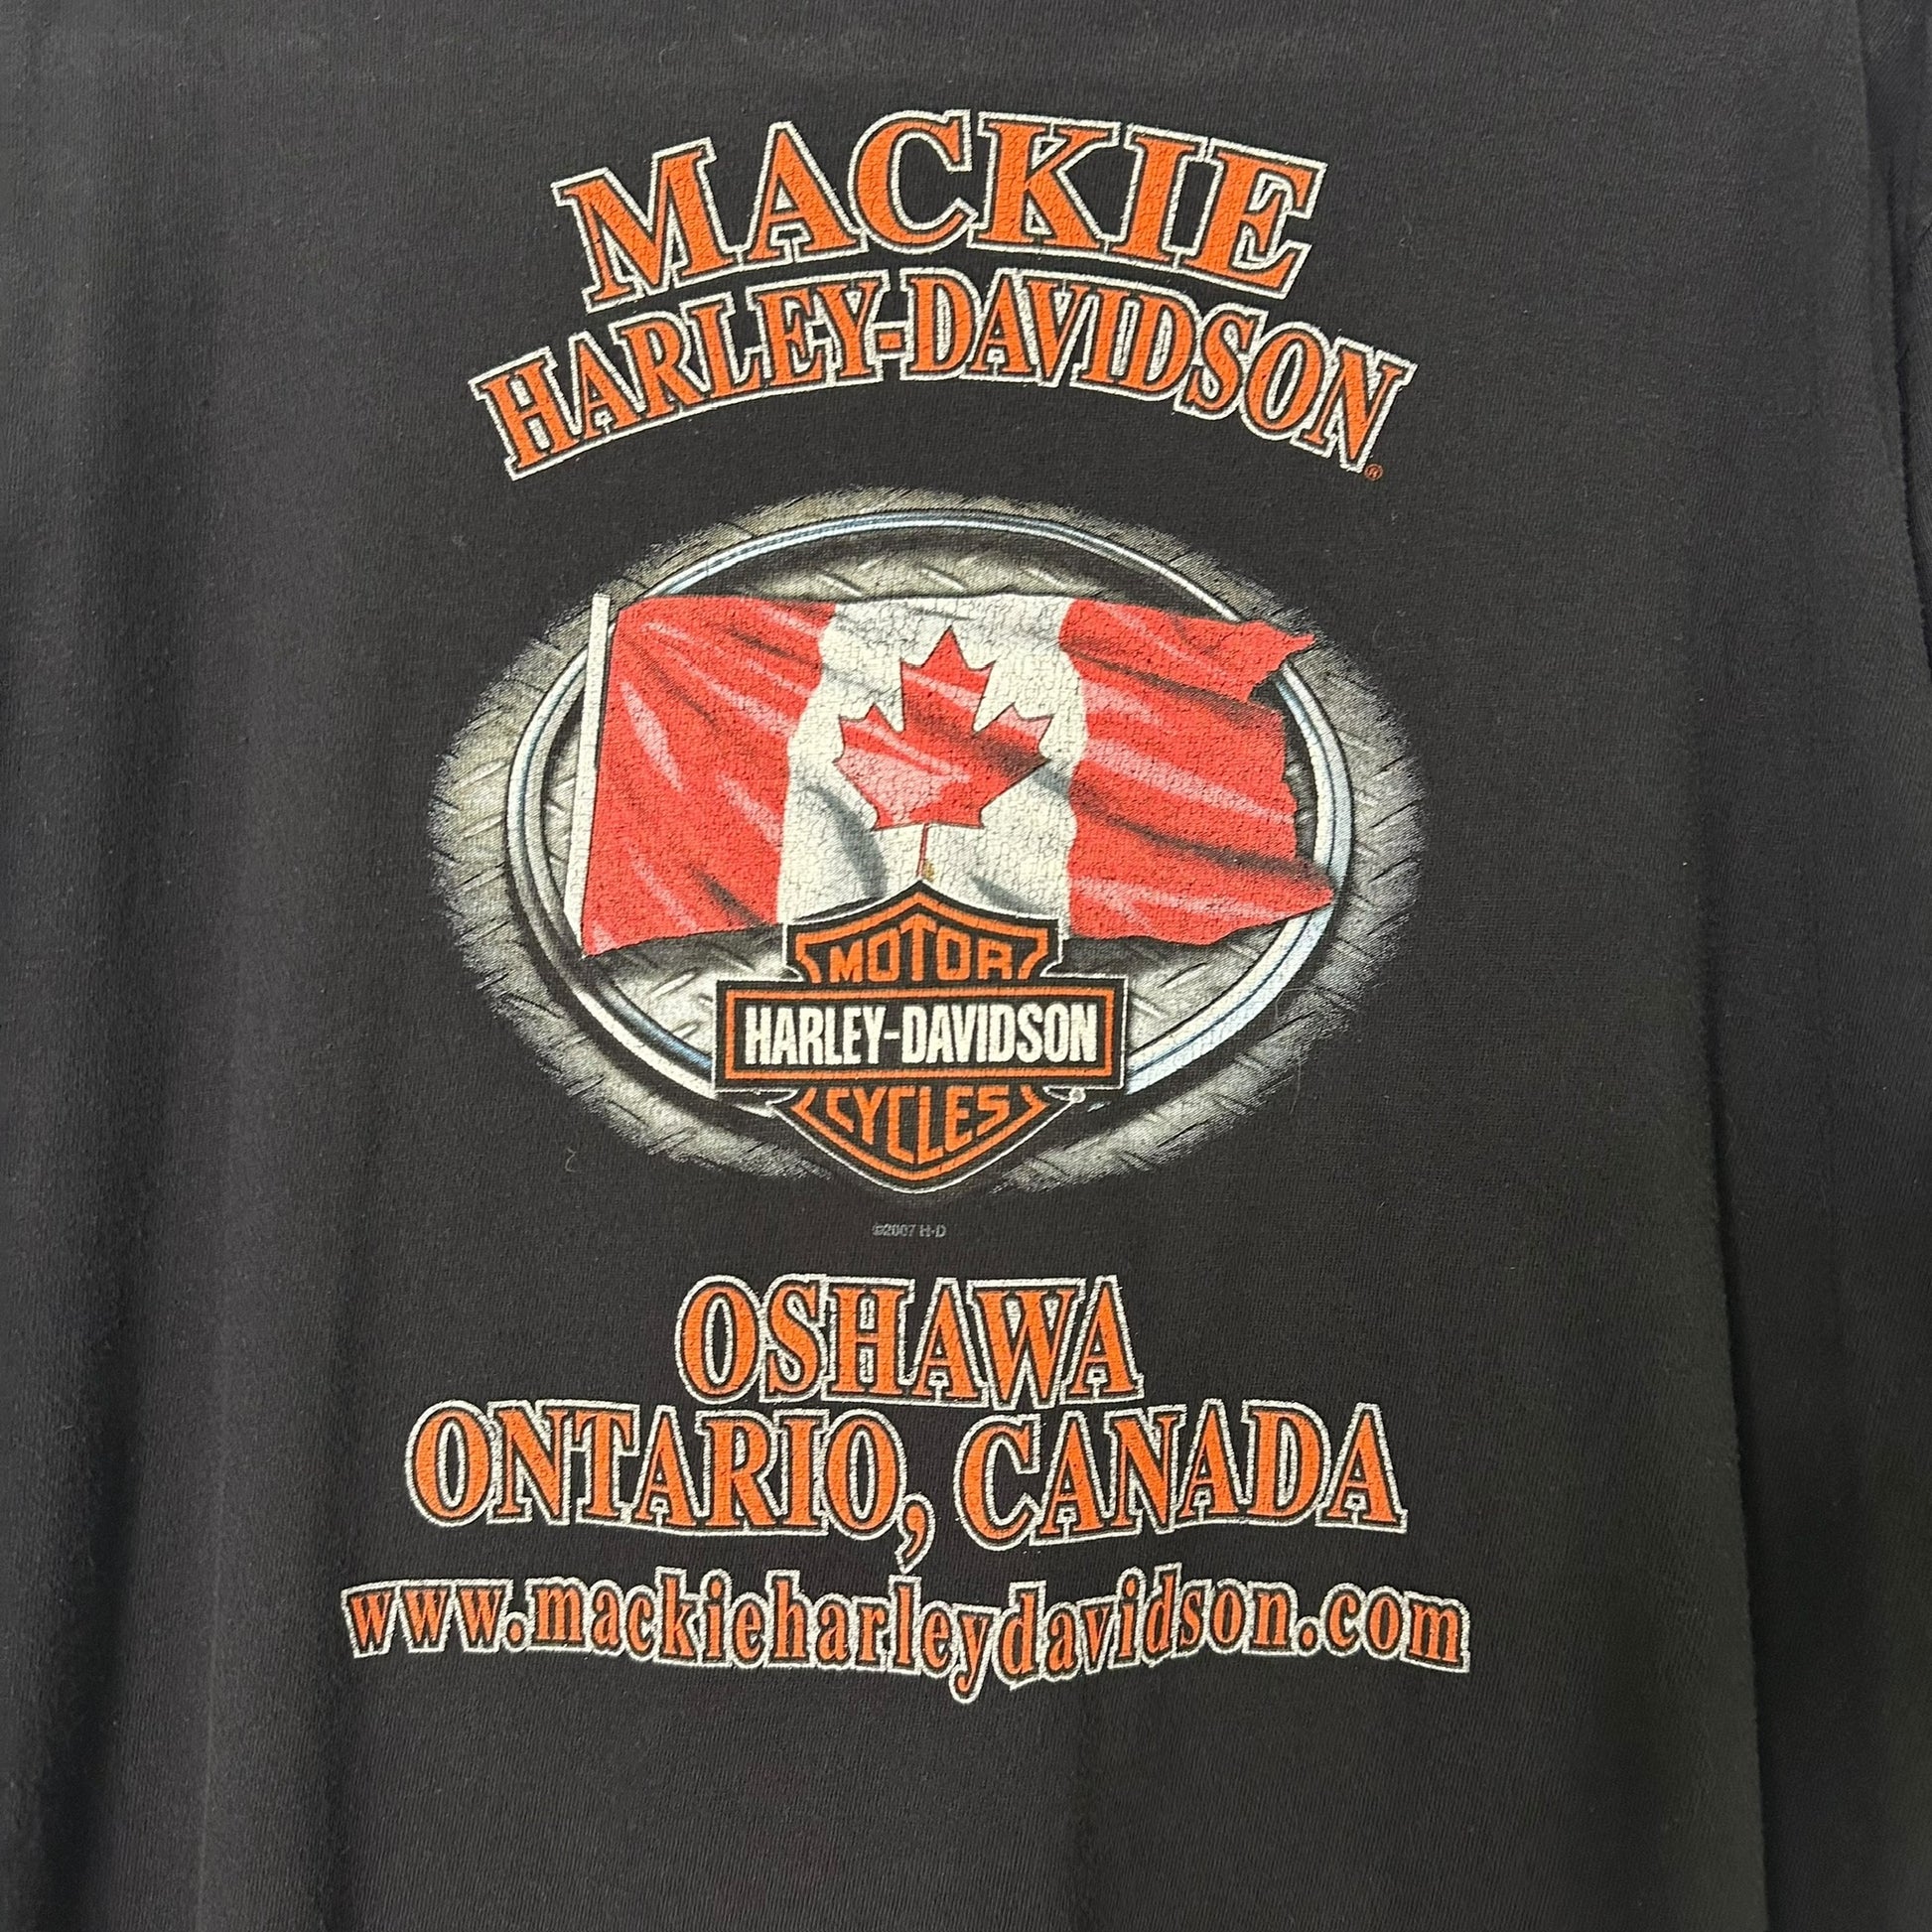 MACKIE
HARLEY-DAVIDSON®
MOTOR
HARLEY-DAVIDSON
CYCLES
©2007 H-D
OSHAWA
ONTARIO, CANADA
www.mackieharleydavidson.com